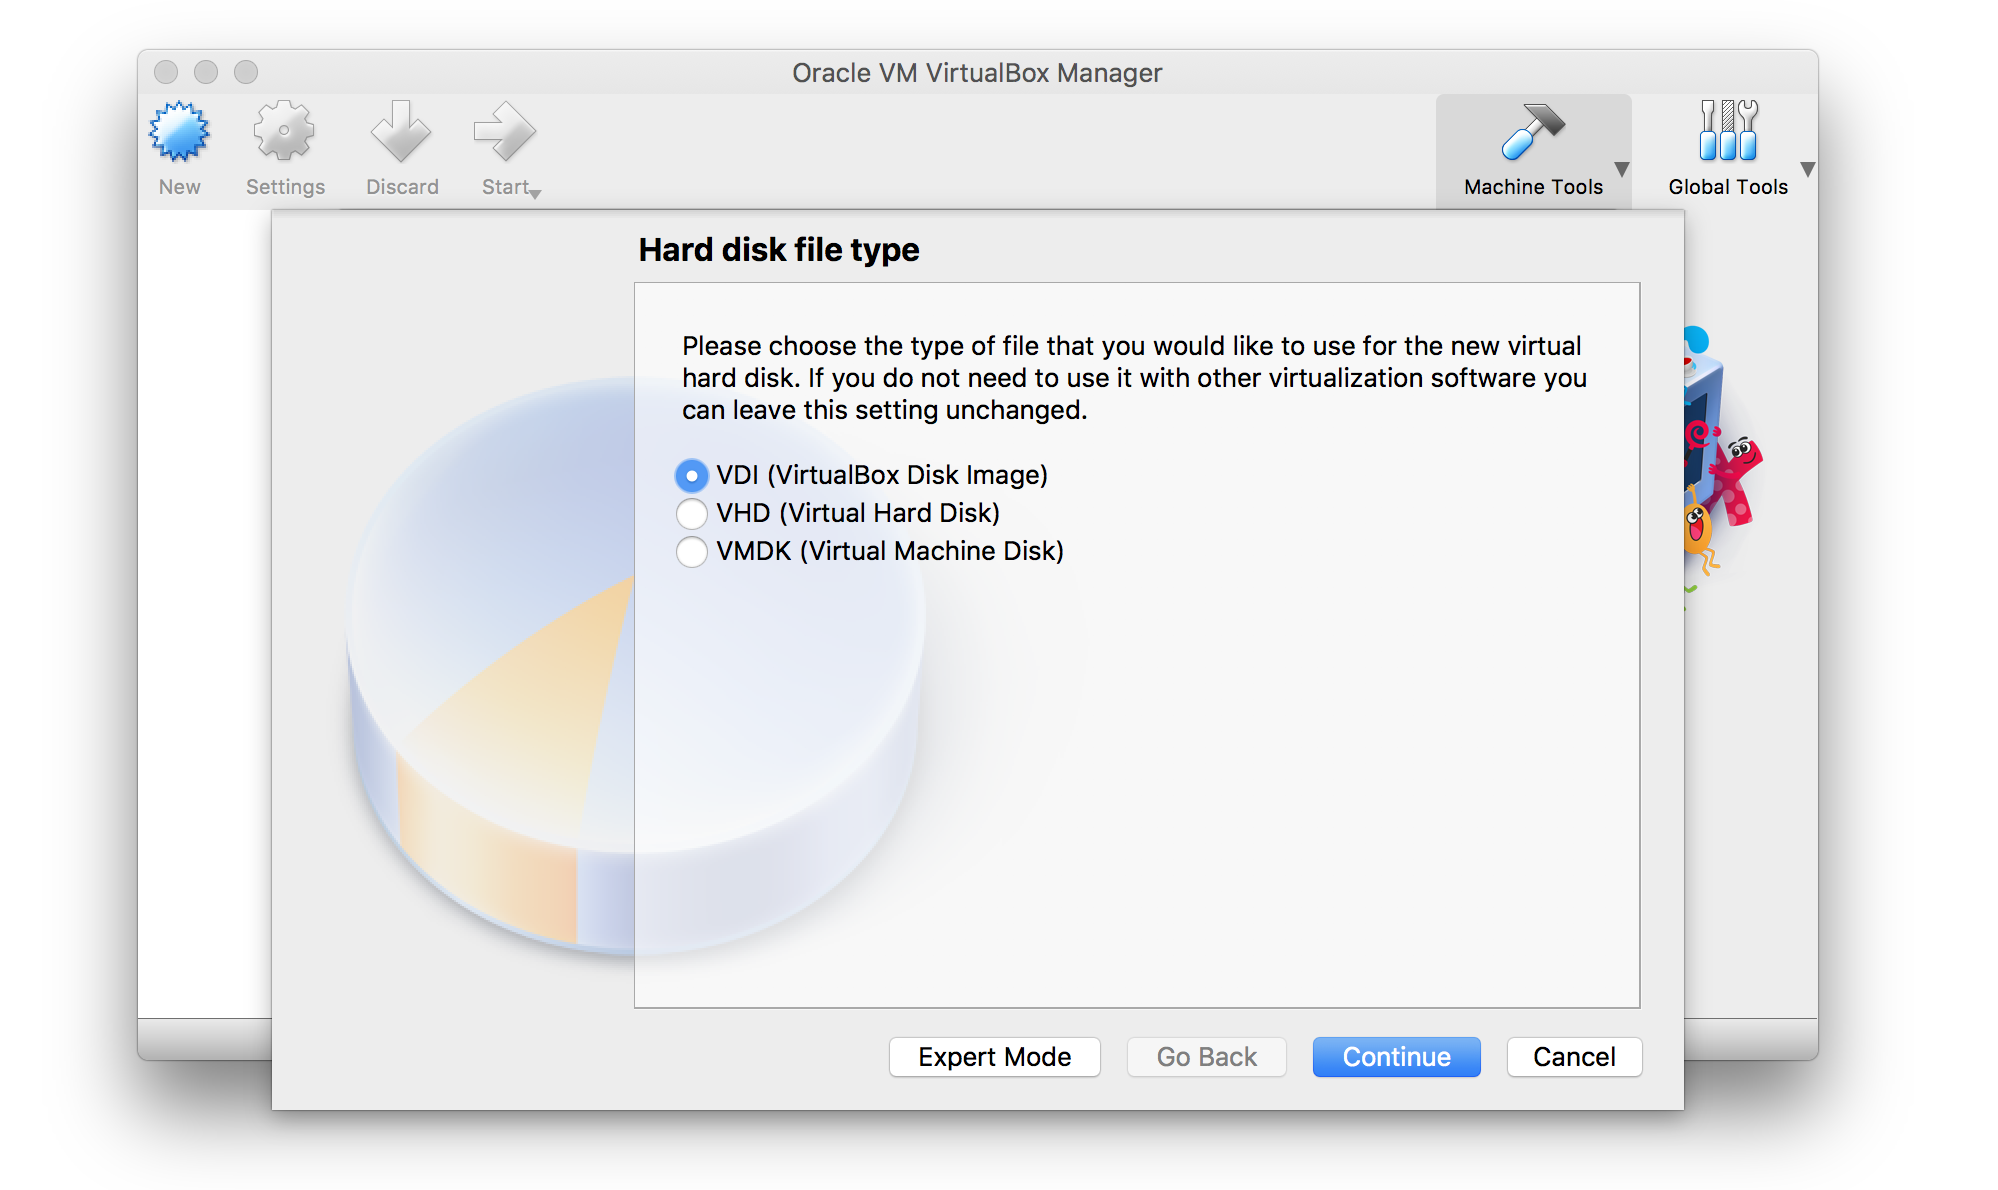 Oracle VM VirtualBox Manager
New
Settings
Discard
Start
Machine Tools
Global Tools
Hard disk file type
Please choose the type of file that you would like to use for the new virtual
hard disk. If you do not need to use it with other virtualization software you
can leave this setting unchanged.
VDI (VirtualBox Disk Image)
VHD (Virtual Hard Disk)
VMDK (Virtual Machine Disk)
Expert Mode
Go Back
Continue
Cancel